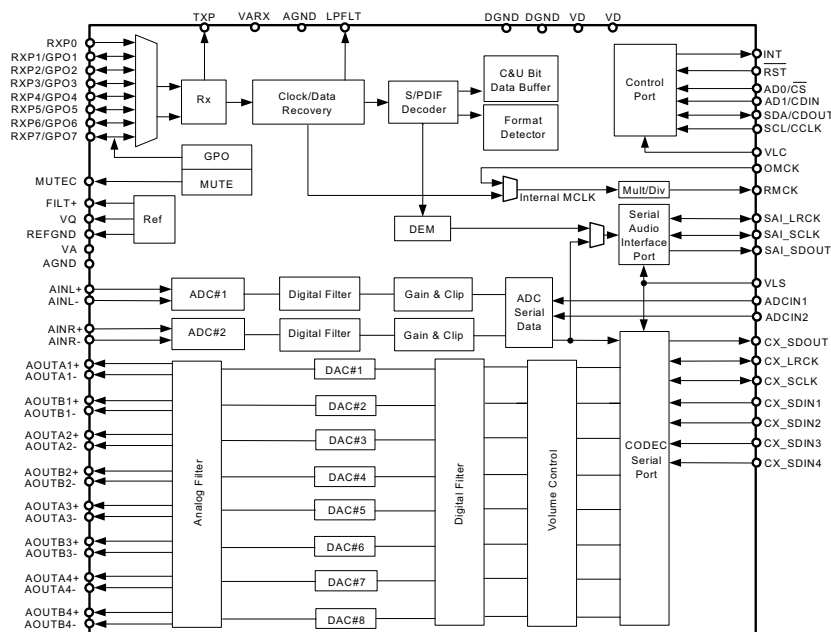 TXP VARX AGND LPFLT DGND DGND VD VD
RXP0
RXP1/GPO1
RXP2/GPO2
RXP3/GPO3
RXP4/GPO4
RXP5/GPO5
RXP6/GPO6
RXP7/GPO7
Rx
Clock/Data
Recovery
S/PDIF
Decoder
C&U Bit
Data Buffer
Format
Detector
Control
Port
INT
RST
AD0/CS
AD1/CDIN
SDA/CDOUT
SCL/CCLK
VLC
OMCK
RMCK
GPO
MUTE
MUTEC
Internal MCLK
Mult/Div
FILT+
VQ
REFGND
VA
AGND
Ref
DEM
Serial
Audio
Interface
Port
SAI_LRCK
SAI_SCLK
SAI_SDOUT
VLS
ADCIN1
ADCIN2
AINL+
AINL-
ADC#1
Digital Filter
Gain & Clip
ADC
Serial
Data
AINR+
AINR-
ADC#2
Digital Filter
Gain & Clip
AOUTA1+
AOUTA1-
AOUTB1+
AOUTB1-
AOUTA2+
AOUTA2-
AOUTB2+
AOUTB2-
AOUTA3+
AOUTA3-
AOUTB3+
AOUTB3-
AOUTA4+
AOUTA4-
AOUTB4+
AOUTB4-
Analog Filter
DAC#1
DAC#2
DAC#3
DAC#4
DAC#5
DAC#6
DAC#7
DAC#8
Digital Filter
Volume Control
CODEC
Serial
Port
CX_SDOUT
CX_LRCK
CX_SCLK
CX_SDIN1
CX_SDIN2
CX_SDIN3
CX_SDIN4